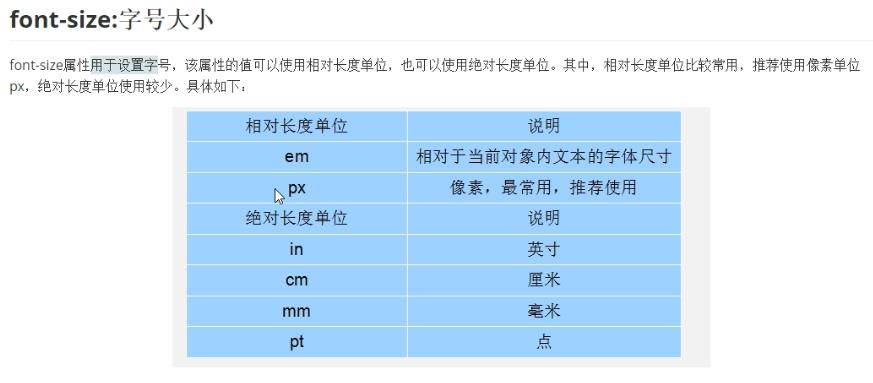 font-size:字号大小
font-size属性用于设置字号，该属性的值可以使用相对长度单位，也可以使用绝对长度单位。其中，相对长度单位比较常用，推荐使用像素单位
px，绝对长度单位使用较少。具体如下：
相对长度单位 说明
em 相对于当前对象内文本的字体尺寸
px 像素，最常用，推荐使用
绝对长度单位 说明
in 英寸
cm 厘米
mm 毫米
pt 点